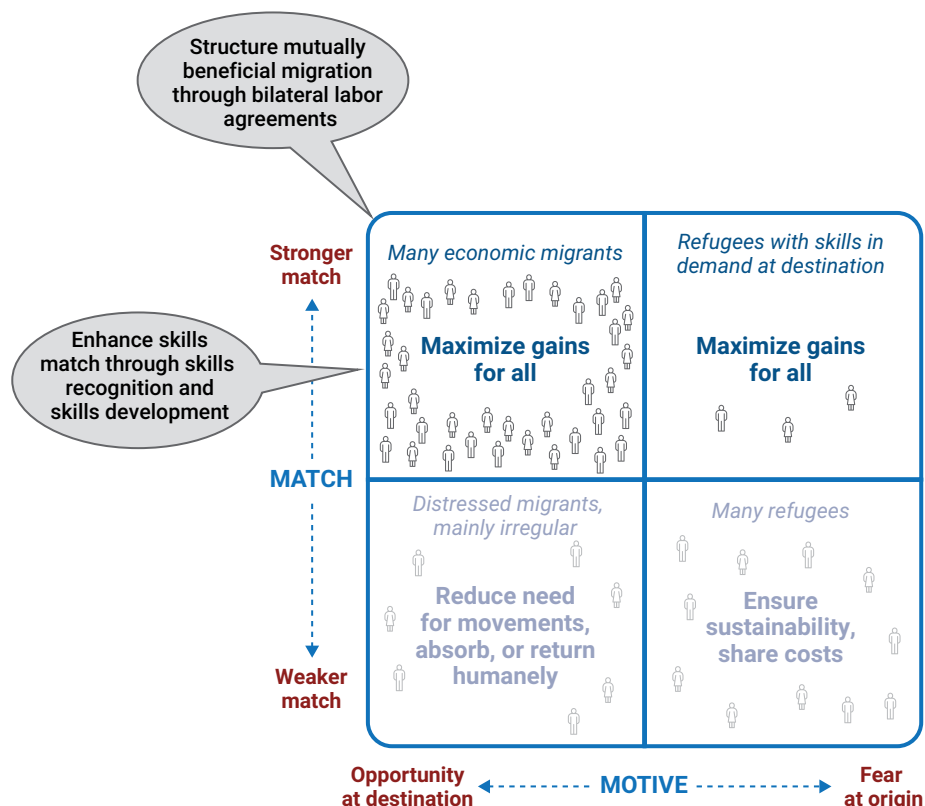 Structure mutually
beneficial migration
through bilateral labor
agreements
Stronger
match
Many economic migrants
Maximize gains
for all
Refugees with skills in
demand at destination
Maximize gains
for all
Enhance skills
match through skills
recognition and
skills development
MATCH
Distressed migrants,
mainly irregular
Reduce need
for movements,
absorb, or return
humanely
Many refugees
Ensure
sustainability,
share costs
Weaker
match
Opportunity
at destination
MOTIVE
Fear
at origin